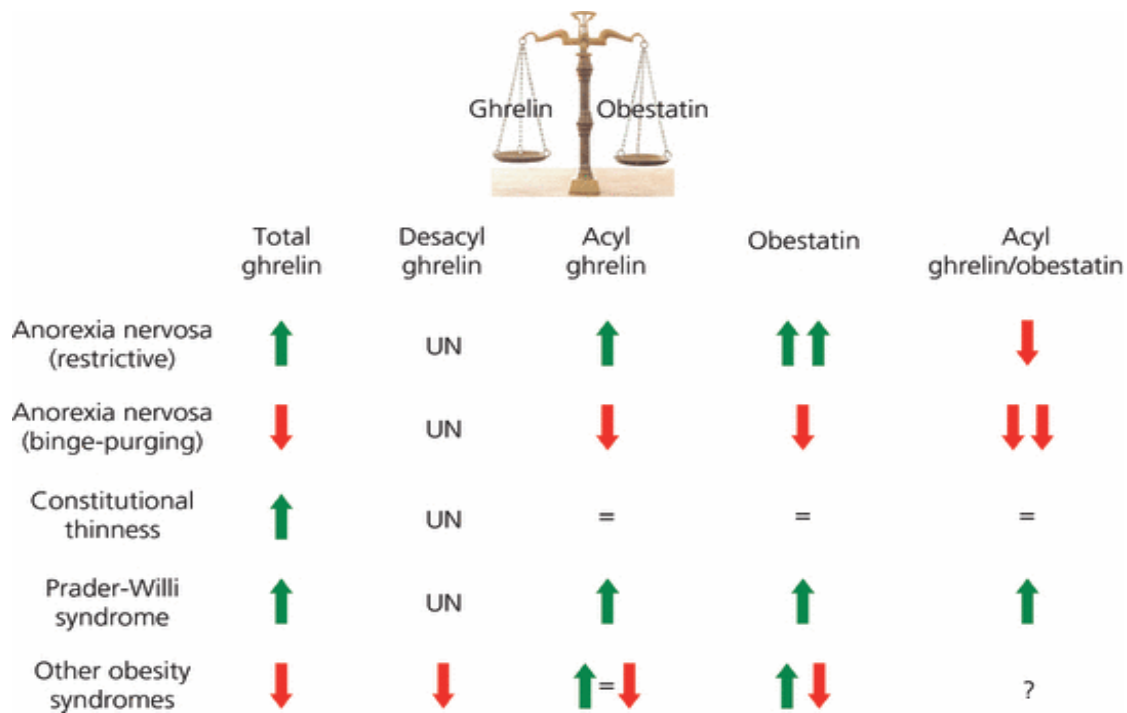 Ghrelin Obestatin
Total ghrelin
Desacyl ghrelin
Acyl ghrelin
Obestatin
Acyl ghrelin/obestatin
Anorexia nervosa
(restrictive)
UN
Anorexia nervosa
(binge-purging)
UN
Constitutional
thinness
UN = = =
Prader-Willi
syndrome
UN
Other obesity
syndromes
= ?